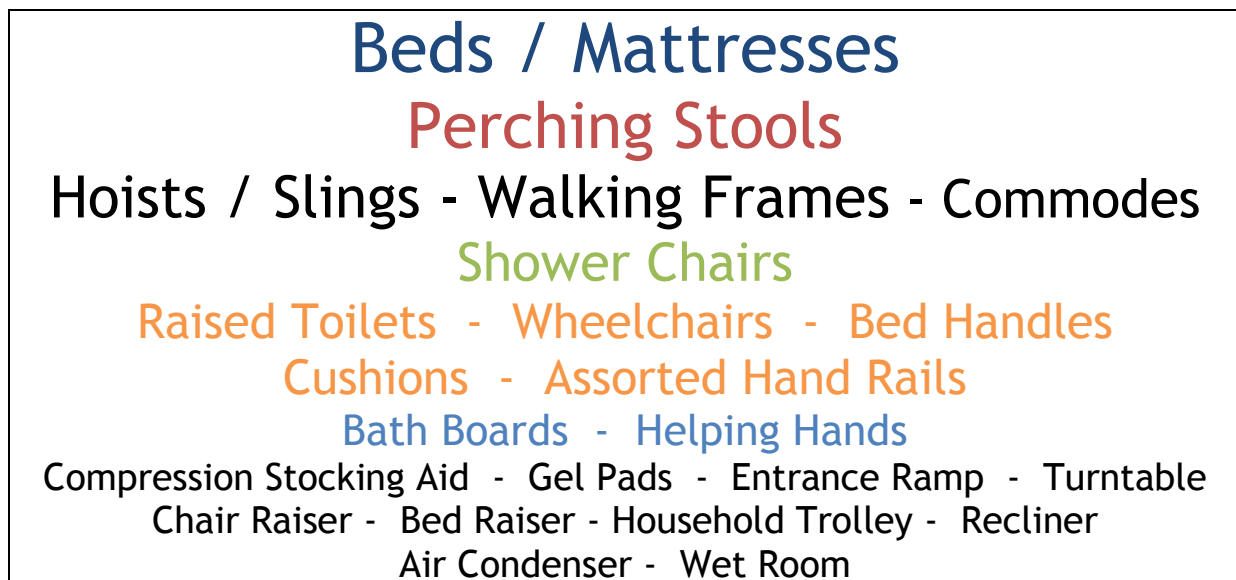 Beds / Mattresses
Perching Stools
Hoists / Slings - Walking Frames - Commodes
Shower Chairs
Raised Toilets - Wheelchairs - Bed Handles
Cushions - Assorted Hand Rails
Bath Boards - Helping Hands
Compression Stocking Aid - Gel Pads - Entrance Ramp - Turntable
Chair Raiser - Bed Raiser - Household Trolley - Recliner
Air Condenser - Wet Room